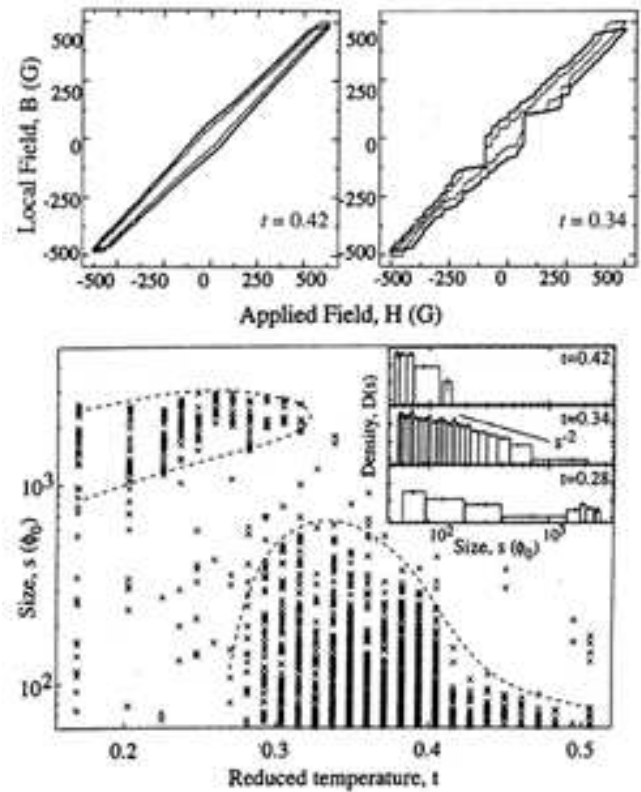 500
250
0
-250
-500
Local Field, B (G)
t = 0.42
-500 -250 0 250 500
500
250
0
-250
-500
t = 0.34
-500 -250 0 250 500
Applied Field, H (G)
Size, s (ϕ₀)
10³
10²
0.2 0.3 0.4 0.5
Reduced temperature, t
Density, D(s)
t=0.42
t=0.34
s⁻²
t=0.28
10² 10³
Size, s (ϕ₀)